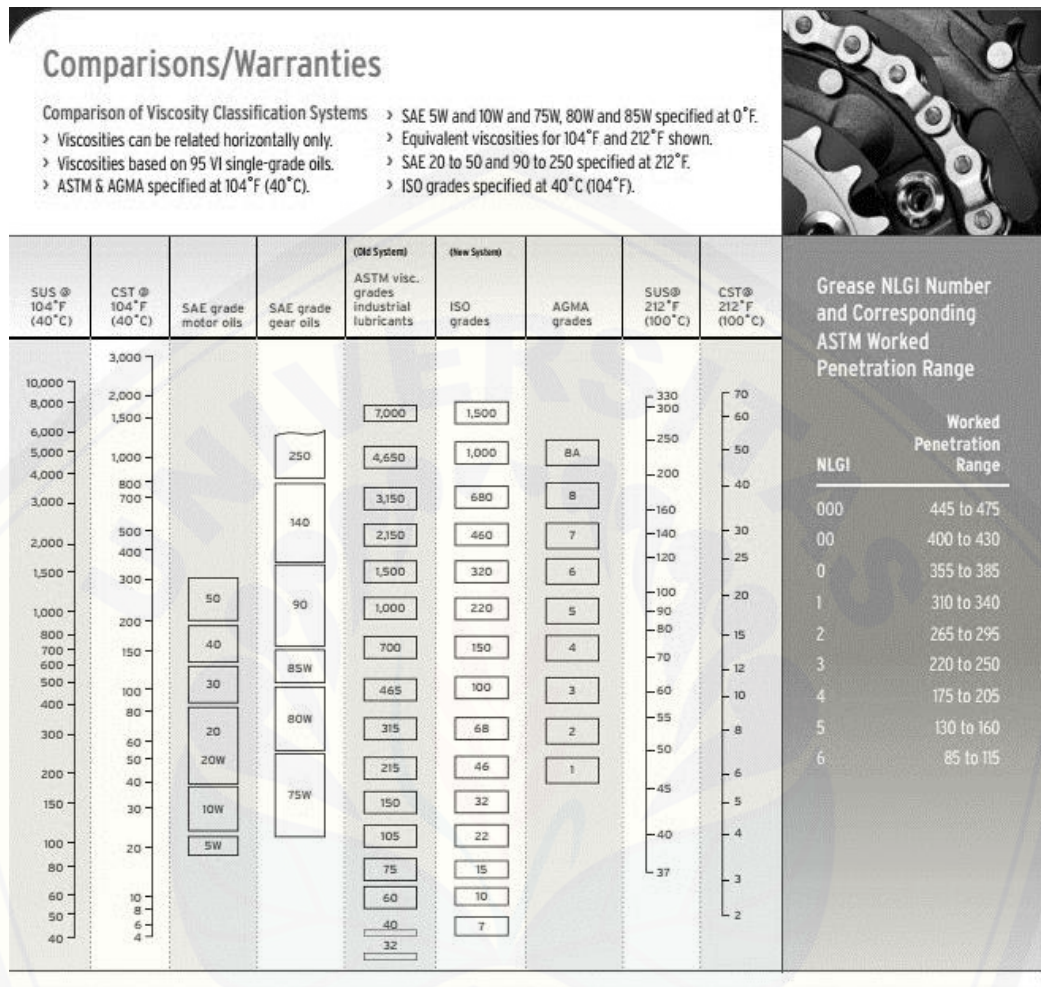 Comparisons/Warranties
Comparison of Viscosity Classification Systems
› Viscosities can be related horizontally only.
› Viscosities based on 95 VI single-grade oils.
› ASTM & AGMA specified at 104˚F (40˚C).
› SAE 5W and 10W and 75W, 80W and 85W specified at 0˚F.
› Equivalent viscosities for 104˚F and 212˚F shown.
› SAE 20 to 50 and 90 to 250 specified at 212˚F.
› ISO grades specified at 40˚C (104˚F).
SUS @
104˚F
(40˚C)
10,000
8,000
6,000
5,000
4,000
3,000
2,000
1,500
1,000
800
700
600
500
400
300
200
150
100
80
60
50
40
CST @
104˚F
(40˚C)
3,000
2,000
1,500
1,000
800
700
500
400
300
200
150
100
80
60
50
40
30
20
10
8
6
4
SAE grade
motor oils
50
40
30
20
20W
10W
5W
SAE grade
gear oils
250
140
90
85W
80W
75W
(Old System)
ASTM visc.
grades
industrial
lubricants
7,000
4,650
3,150
2,150
1,500
1,000
700
465
315
215
150
105
75
60
40
32
(New System)
ISO
grades
1,500
1,000
680
460
320
220
150
100
68
46
32
22
15
10
7
AGMA
grades
8A
8
7
6
5
4
3
2
1
SUS@
212˚F
(100˚C)
330
300
250
200
160
140
120
100
90
80
70
60
55
50
45
40
37
CST@
212˚F
(100˚C)
70
60
50
40
30
25
20
15
12
10
8
6
5
4
3
2
Grease NLGI Number
and Corresponding
ASTM Worked
Penetration Range
Worked
Penetration
NLGI Range
000 445 to 475
00 400 to 430
0 355 to 385
1 310 to 340
2 265 to 295
3 220 to 250
4 175 to 205
5 130 to 160
6 85 to 115